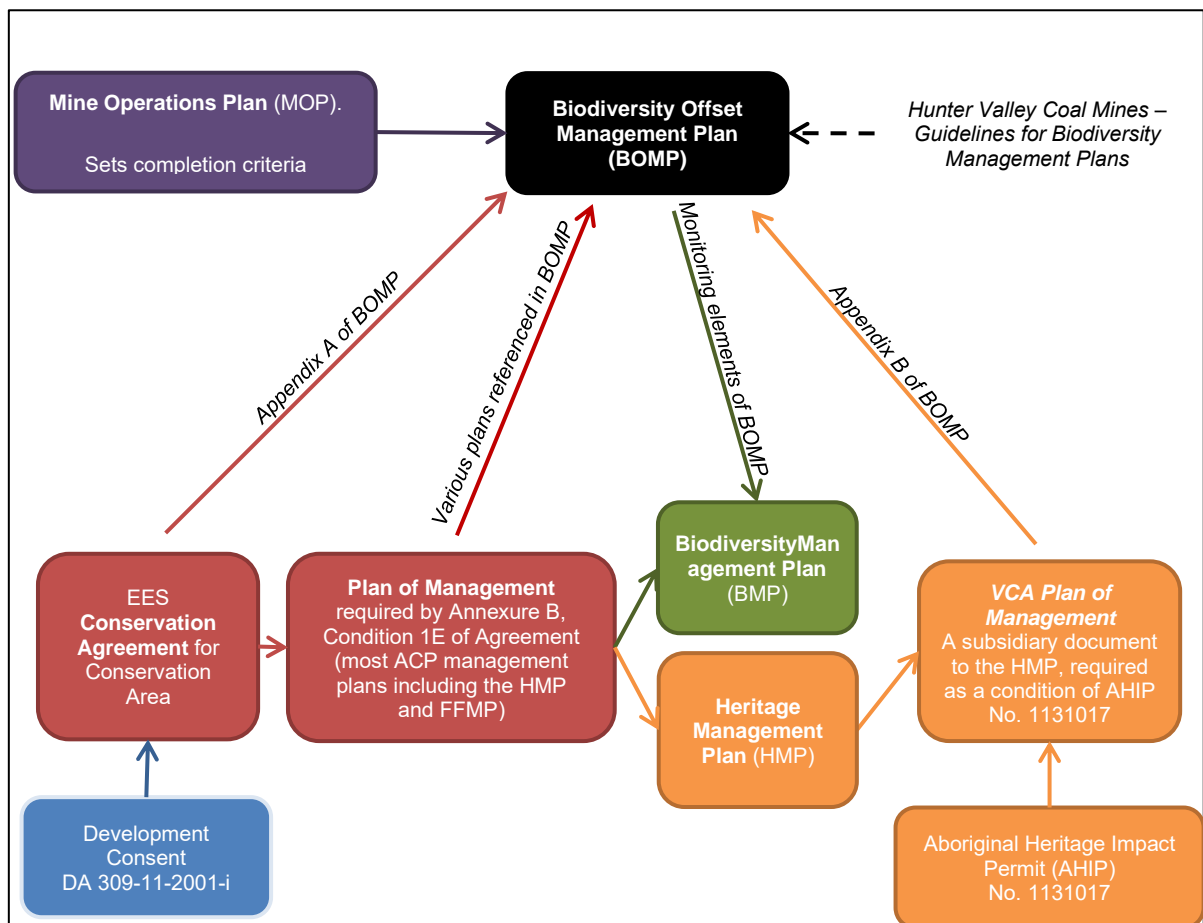 Mine Operations Plan (MOP).
Sets completion criteria
Biodiversity Offset
Management Plan
(BOMP)
Hunter Valley Coal Mines –
Guidelines for Biodiversity
Management Plans
Appendix A of BOMP
Various plans referenced in BOMP
Monitoring elements of BOMP
Appendix B of BOMP
EES
Conservation
Agreement for
Conservation
Area
Plan of Management
required by Annexure B,
Condition 1E of Agreement
(most ACP management
plans including the HMP
and FFMP)
BiodiversityMan
agement Plan
(BMP)
Heritage
Management
Plan (HMP)
VCA Plan of
Management
A subsidiary document
to the HMP, required
as a condition of AHIP
No. 1131017
Development
Consent
DA 309-11-2001-i
Aboriginal Heritage Impact
Permit (AHIP)
No. 1131017